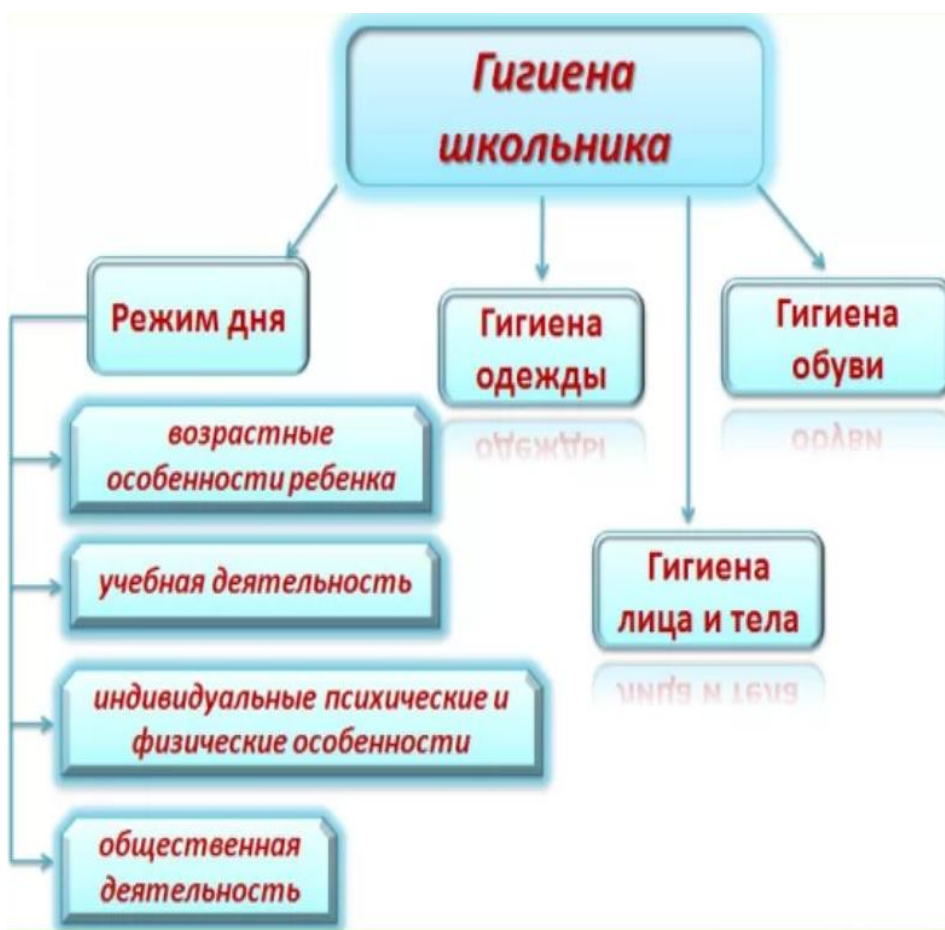 Гигиена
школьника
Режим дня
Гигиена
одежды
Гигиена
обуви
возрастные
особенности ребенка
учебная деятельность
Гигиена
лица и тела
индивидуальные психические и
физические особенности
общественная
деятельность